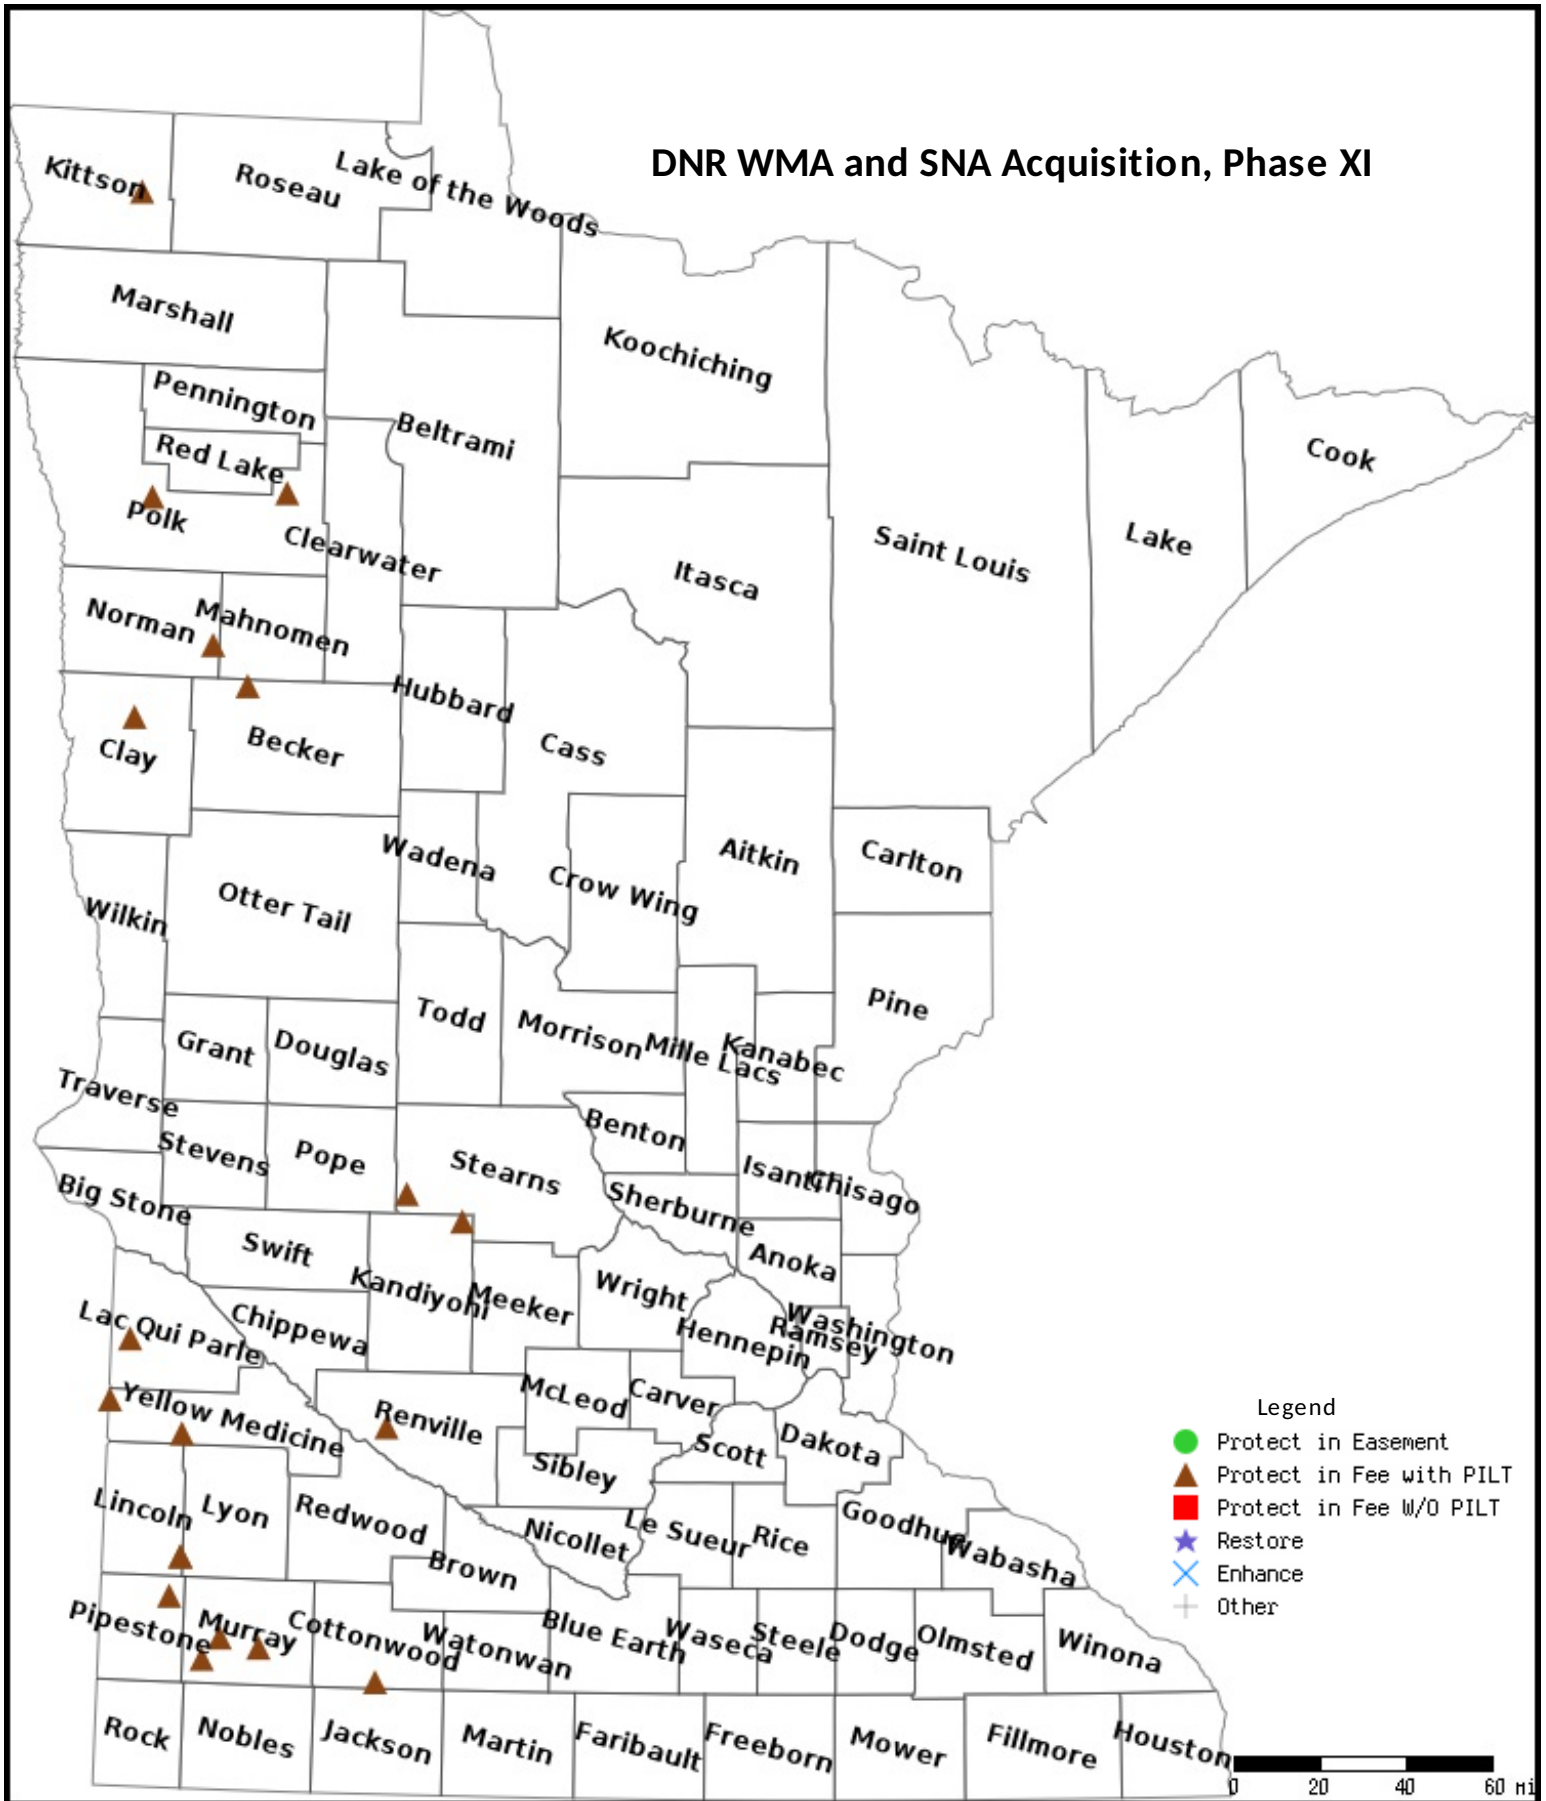 DNR WMA and SNA Acquisition, Phase XI
Kittson
Roseau
Lake of the Woods
Marshall
Koochiching
Pennington
Beltrami
Red Lake
Cook
Polk
Clearwater
Saint Louis
Lake
Itasca
Norman
Mahnomen
Hubbard
Clay
Becker
Cass
Wadena
Aitkin
Carlton
Crow Wing
Otter Tail
Wilkin
Pine
Todd
Morrison
Grant
Douglas
Mille Lacs
Kanabec
Traverse
Benton
Stevens
Pope
Stearns
Isanti
Chisago
Big Stone
Sherburne
Swift
Anoka
Kandiyohi
Meeker
Wright
Lac Qui Parle
Chippewa
Hennepin
Ramsey
Washington
McLeod
Carver
Yellow Medicine
Renville
Scott
Dakota
Sibley
Lincoln
Lyon
Redwood
Nicollet
Le Sueur
Rice
Goodhue
Wabasha
Brown
Pipestone
Murray
Cottonwood
Watonwan
Blue Earth
Waseca
Steele
Dodge
Olmsted
Winona
Rock
Nobles
Jackson
Martin
Faribault
Freeborn
Mower
Fillmore
Houston
Legend
Protect in Easement
Protect in Fee with PILT
Protect in Fee W/O PILT
Restore
Enhance
Other
0 20 40 60 mi